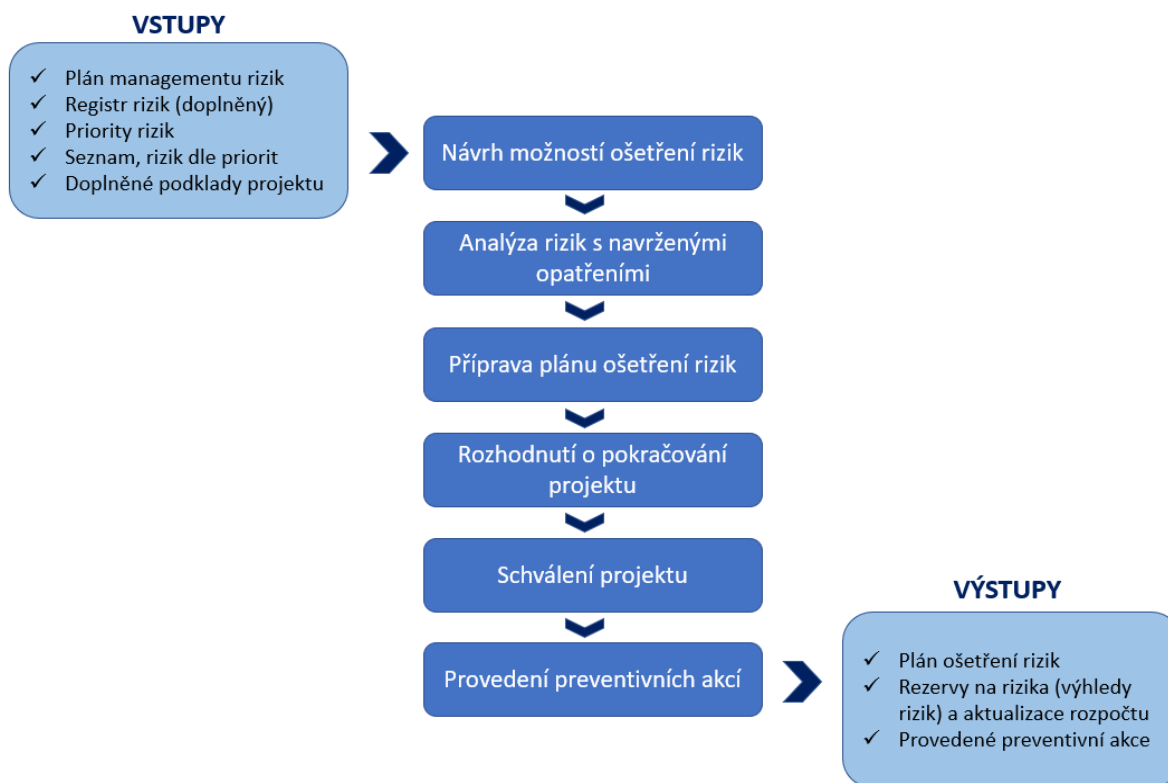 VSTUPY
✓ Plán managementu rizik
✓ Registr rizik (doplněný)
✓ Priority rizik
✓ Seznam, rizik dle priorit
✓ Doplněné podklady projektu
Návrh možností ošetření rizik
Analýza rizik s navrženými
opatřeními
Příprava plánu ošetření rizik
Rozhodnutí o pokračování
projektu
Schválení projektu
Provedení preventivních akcí
VÝSTUPY
✓ Plán ošetření rizik
✓ Rezervy na rizika (výhledy
rizik) a aktualizace rozpočtu
✓ Provedené preventivní akce